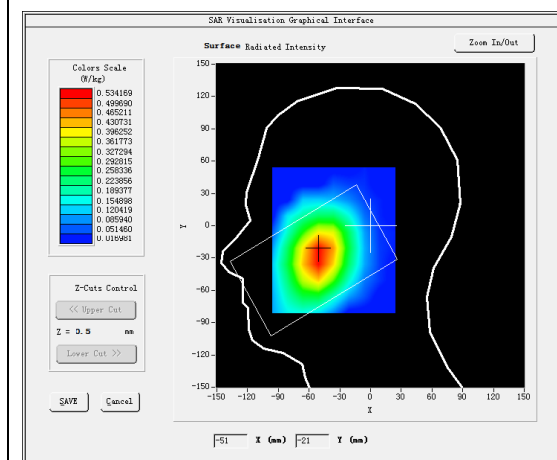 SAR Visualisation Graphical Interface
Surface Radiated Intensity
Zoom In/Out
Colors Scale
(W/kg)
0.534169
0.499690
0.465211
0.430731
0.396252
0.361773
0.327294
0.292815
0.258336
0.223856
0.189377
0.154898
0.120419
0.085940
0.051460
0.016981
150
120
90
60
30
0
-30
-60
-90
-120
-150
Y
-150 -120 -90 -60 -30 0 30 60 90 120 150
X
Z-Cuts Control
<< Upper Cut
Z = 0.5 mm
Lower Cut >>
SAVE Cancel
-51 X (mm) -21 Y (mm)